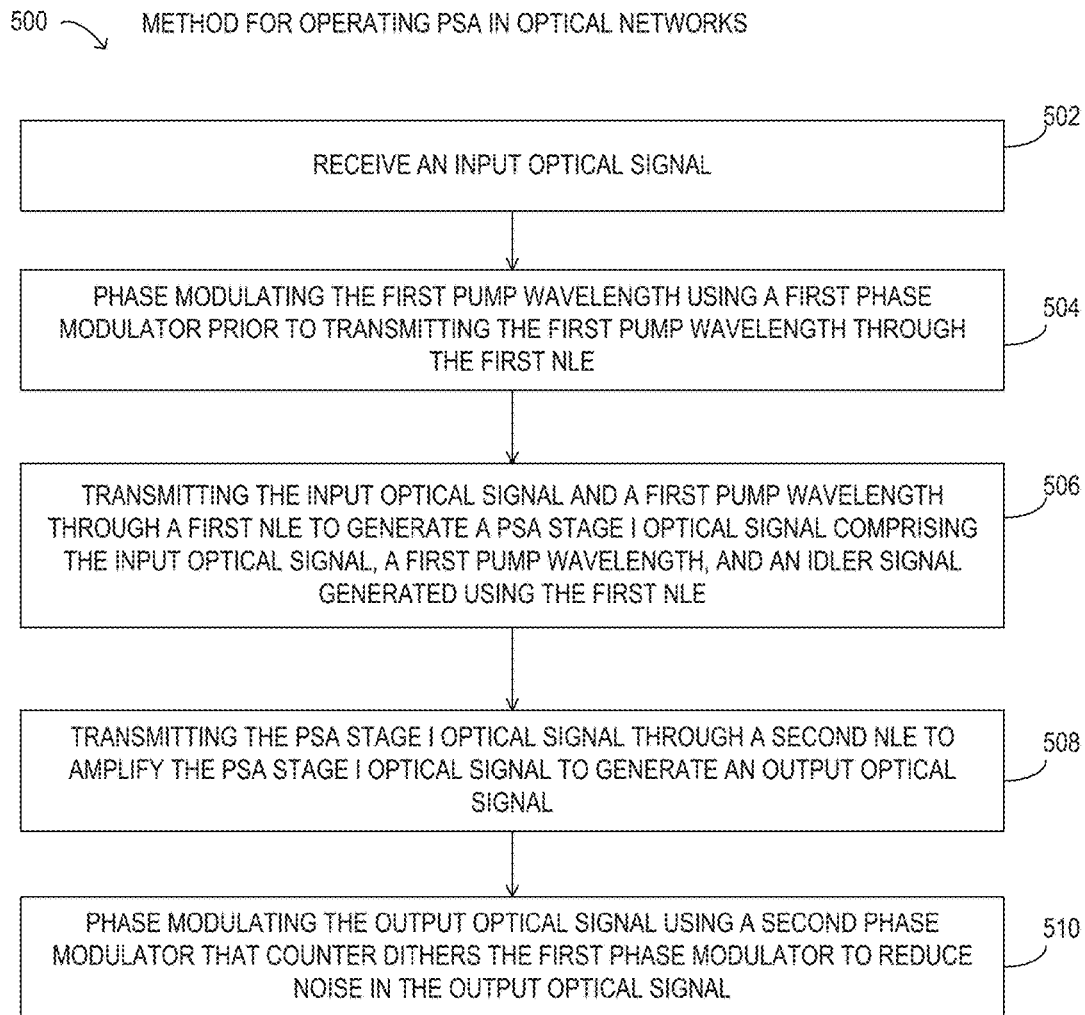 500 METHOD FOR OPERATING PSA IN OPTICAL NETWORKS
502
RECEIVE AN INPUT OPTICAL SIGNAL
PHASE MODULATING THE FIRST PUMP WAVELENGTH USING A FIRST PHASE
MODULATOR PRIOR TO TRANSMITTING THE FIRST PUMP WAVELENGTH THROUGH
THE FIRST NLE
504
TRANSMITTING THE INPUT OPTICAL SIGNAL AND A FIRST PUMP WAVELENGTH
THROUGH A FIRST NLE TO GENERATE A PSA STAGE I OPTICAL SIGNAL COMPRISING
THE INPUT OPTICAL SIGNAL, A FIRST PUMP WAVELENGTH, AND AN IDLER SIGNAL
GENERATED USING THE FIRST NLE
506
TRANSMITTING THE PSA STAGE I OPTICAL SIGNAL THROUGH A SECOND NLE TO
AMPLIFY THE PSA STAGE I OPTICAL SIGNAL TO GENERATE AN OUTPUT OPTICAL
SIGNAL
508
PHASE MODULATING THE OUTPUT OPTICAL SIGNAL USING A SECOND PHASE
MODULATOR THAT COUNTER DITHERS THE FIRST PHASE MODULATOR TO REDUCE
NOISE IN THE OUTPUT OPTICAL SIGNAL
510